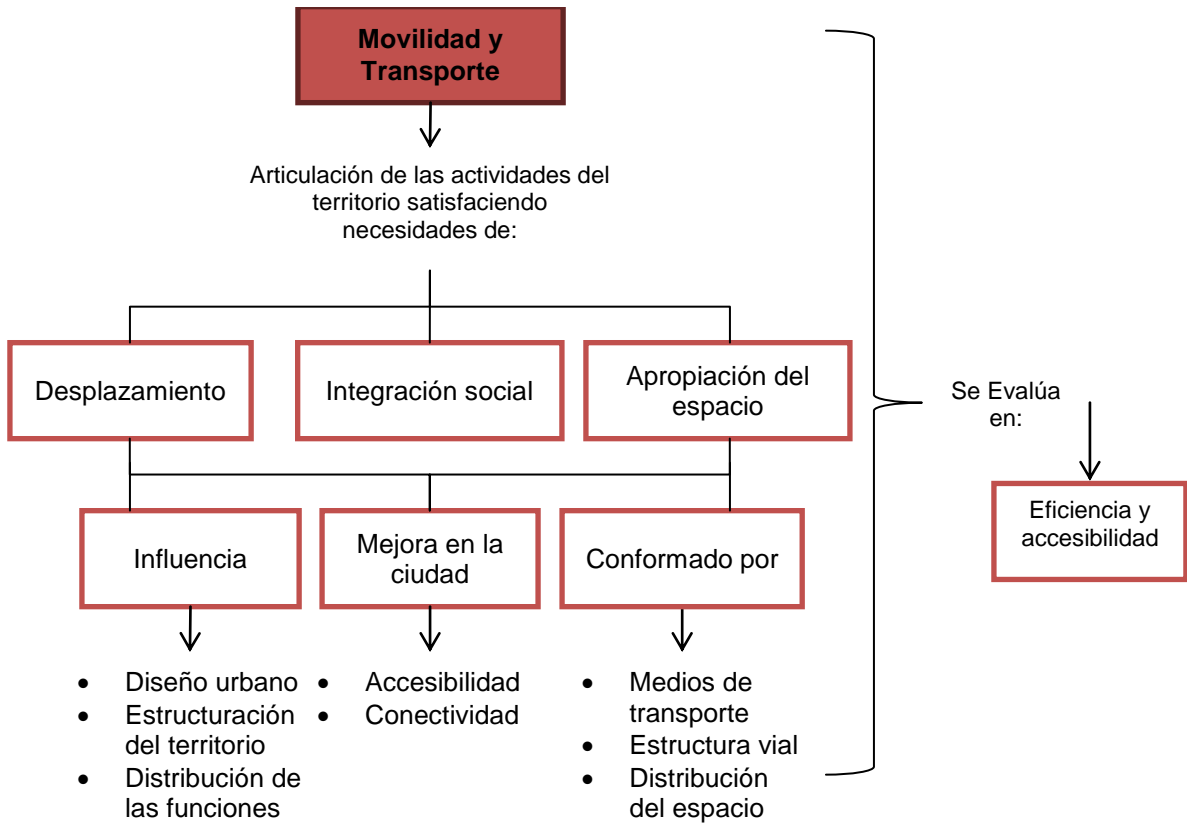 Movilidad y
Transporte
Articulación de las actividades del
territorio satisfaciendo
necesidades de:
Desplazamiento
Integración social
Apropiación del
espacio
Se Evalúa
en:
Eficiencia y
accesibilidad
Influencia
Mejora en la
ciudad
Conformado por
• Diseño urbano
• Estructuración
del territorio
• Distribución de
las funciones
• Accesibilidad
• Conectividad
• Medios de
transporte
• Estructura vial
• Distribución
del espacio